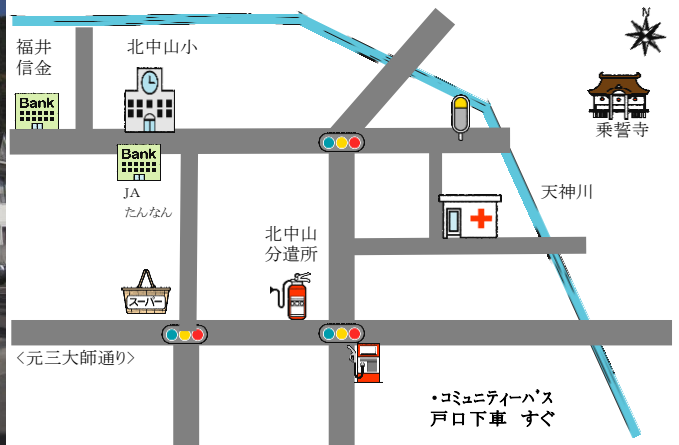 N
福井
信金
北中山小
Bank
Bank
乗誓寺
JA
たんなん
天神川
北中山
分遣所
スーパー
<元三大師通り>
・コミュニティーバス
戸口下車 すぐ